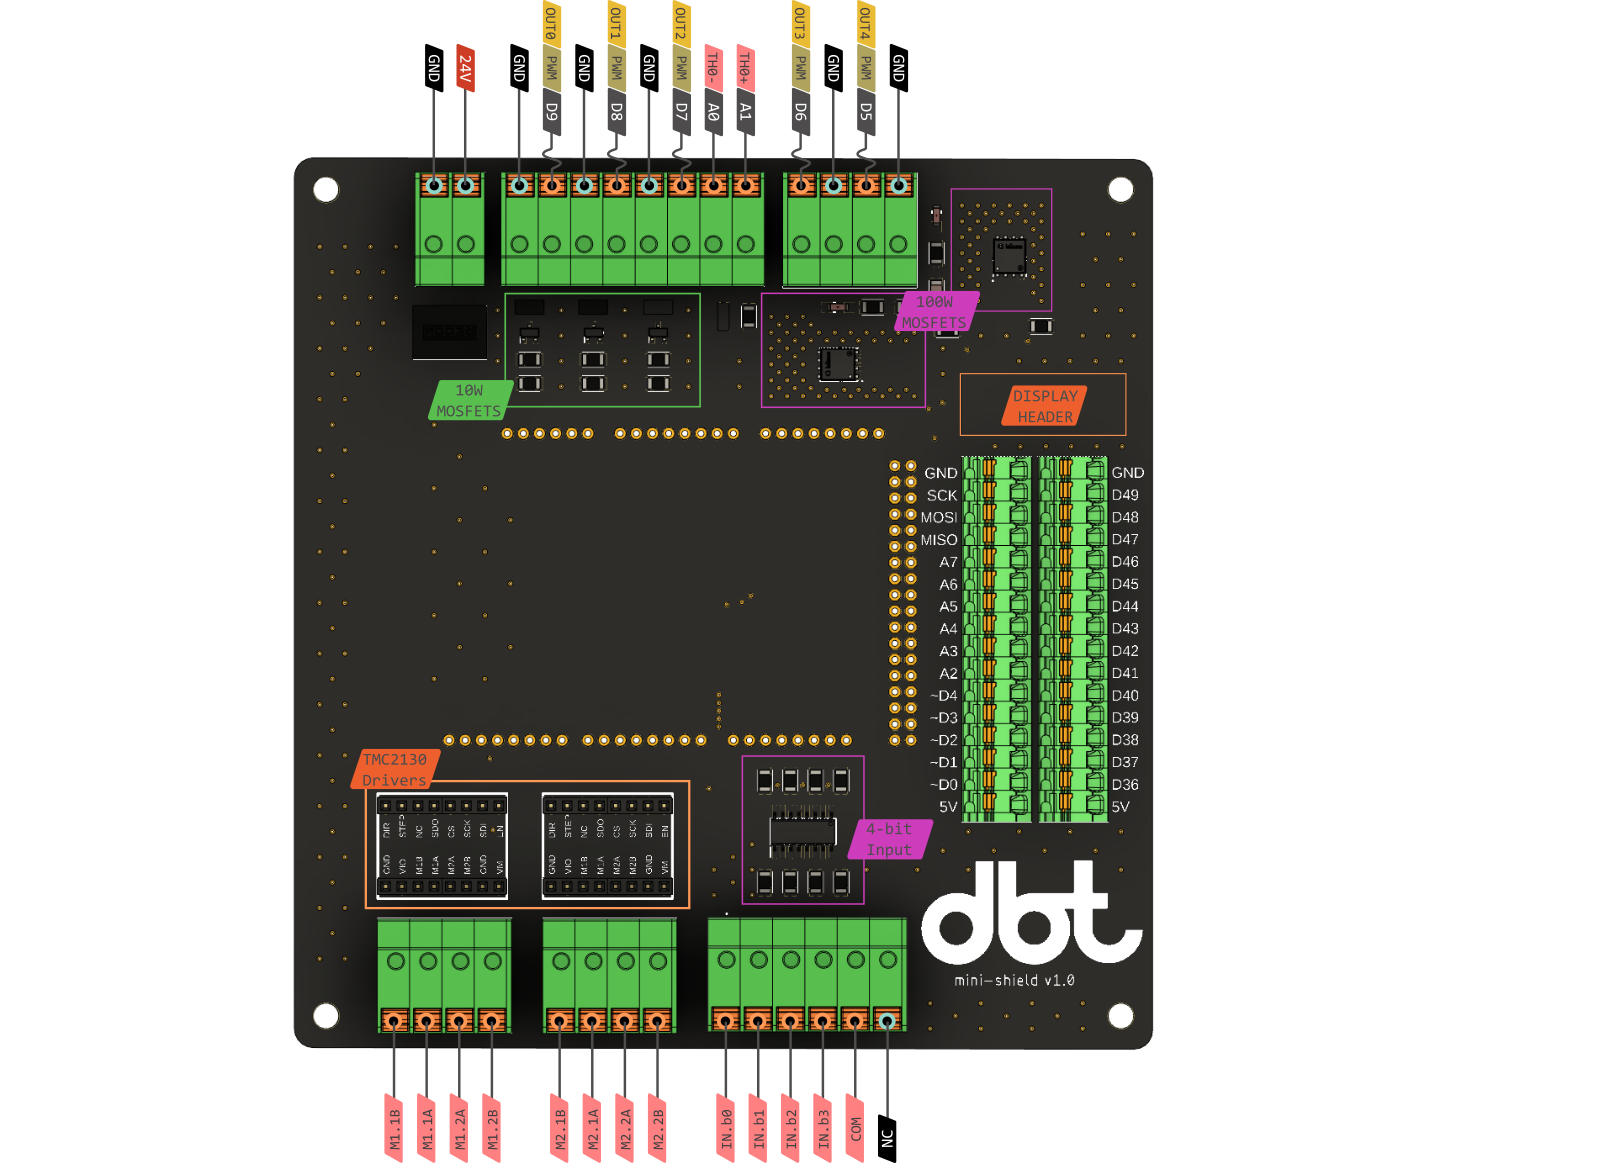 OUT0 OUT1 OUT2 OUT3 OUT4
GND 24V GND PWM GND PWM GND PWM TH0- TH0+ PWM GND PWM GND
D9 D8 D7 A0 A1 D6 D5
100W
MOSFETS
10W
MOSFETS
DISPLAY
HEADER
GND GND
SCK D49
MOSI D48
MISO D47
A7 D46
A6 D45
A5 D44
A4 D43
A3 D42
A2 D41
~D4 D40
~D3 D39
~D2 D38
~D1 D37
~D0 D36
5V 5V
TMC2130
Drivers
DIR STEP NC SDO CS SCK SDI EN
GND VIO M1B M1A M2A M2B GND VM
DIR STEP NC SDO CS SCK SDI EN
GND VIO M1B M1A M2A M2B GND VM
4-bit
Input
dbt
mini-shield v1.0
M1.1B M1.1A M1.2A M1.2B M2.1B M2.1A M2.2A M2.2B IN.b0 IN.b1 IN.b2 IN.b3 COM NC